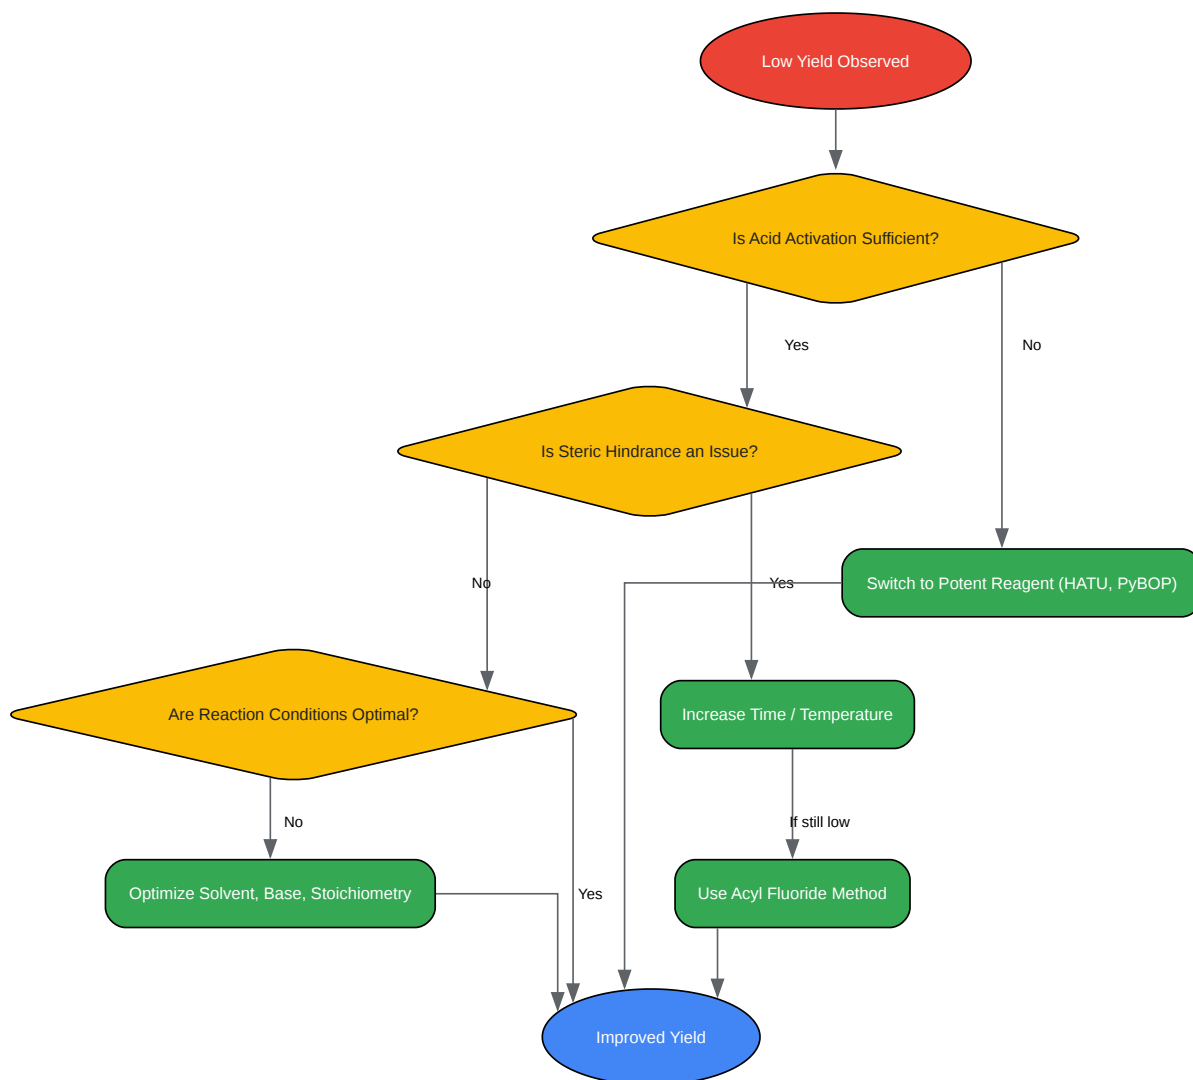 Low Yield Observed
Is Acid Activation Sufficient?
Yes
No
Is Steric Hindrance an Issue?
No
Yes
Switch to Potent Reagent (HATU, PyBOP)
Are Reaction Conditions Optimal?
Increase Time / Temperature
No
If still low
Optimize Solvent, Base, Stoichiometry
Yes
Use Acyl Fluoride Method
Improved Yield